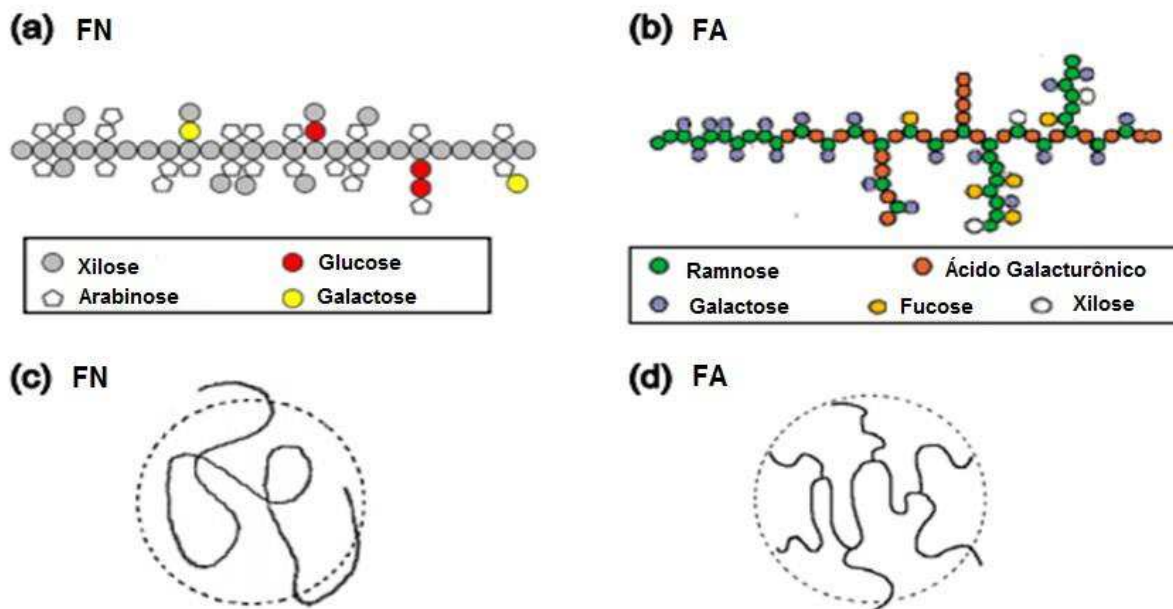 (a) FN
(b) FA
Xilose Glucose
Arabinose Galactose
Ramnose Ácido Galacturônico
Galactose Fucose Xilose
(c) FN
(d) FA